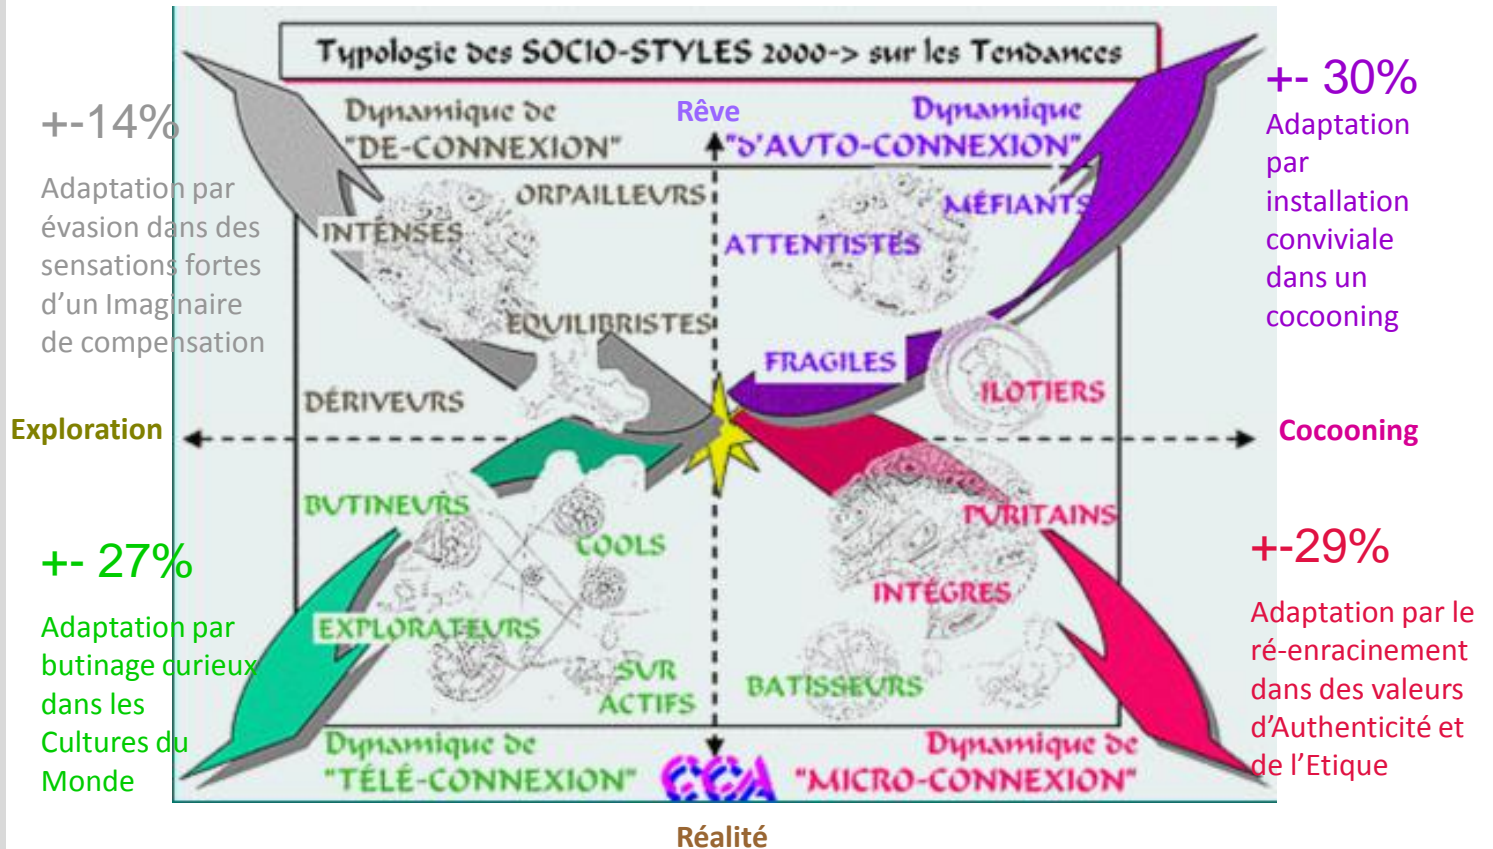 Typologie des SOCIO-STYLES 2000-> sur les Tendances
+-14%
Adaptation par
évasion dans des
sensations fortes
d'un Imaginaire
de compensation
Dynamique de
"DE-CONNEXION"
Rêve
Dynamique
"d'AUTO-CONNEXION"
+- 30%
Adaptation
par
installation
conviviale
dans un
cocooning
ORPAILLEURS
INTENSES
EQUILIBRISTES
DÉRIVEURS
MÉFIANTS
ATTENTISTES
FRAGILES
ILOTIERS
Exploration
Cocooning
BUTINEURS
COOLS
EXPLORATEURS
SUR
ACTIFS
PURITAINS
INTÉGRES
BATISSEURS
+- 27%
Adaptation par
butinage curieux
dans les
Cultures du
Monde
+-29%
Adaptation par le
ré-enracinement
dans des valeurs
d'Authenticité et
de l'Etique
Dynamique de
"TÉLÉ-CONNEXION"
CCA
Dynamique de
"MICRO-CONNEXION"
Réalité